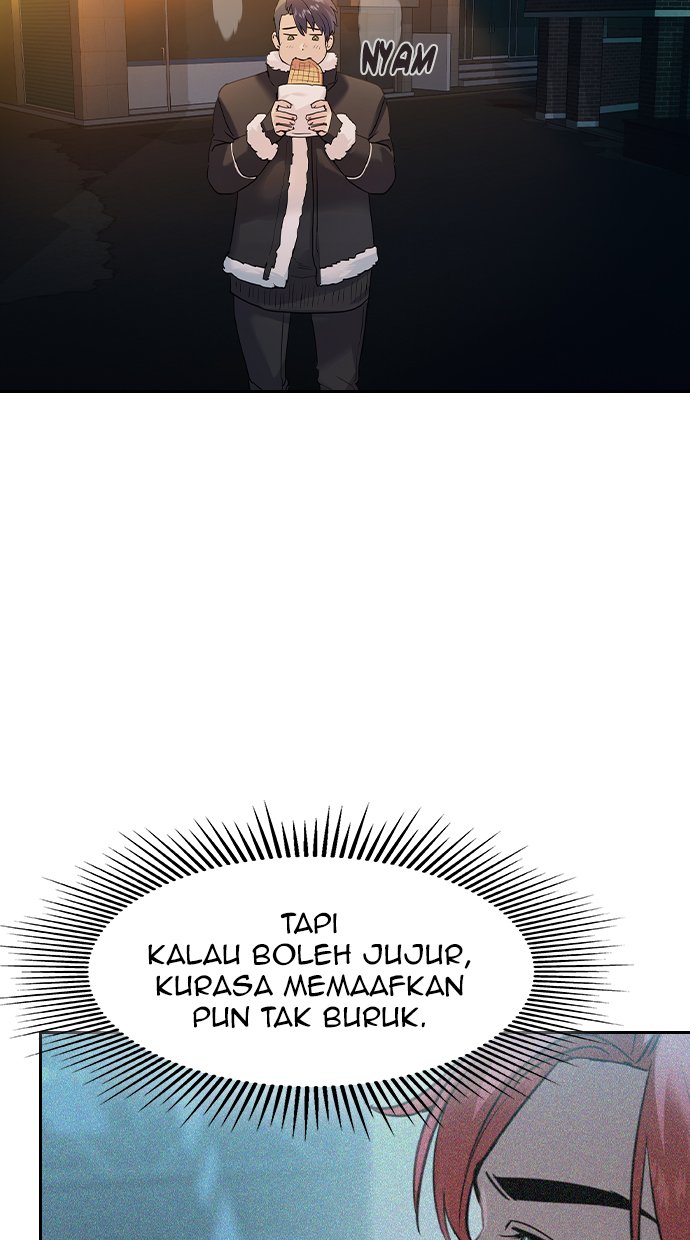 NYAM
TAPI
KALAU BOLEH JUJUR,
KURASA MEMAAFKAN
PUN TAK BURUK.